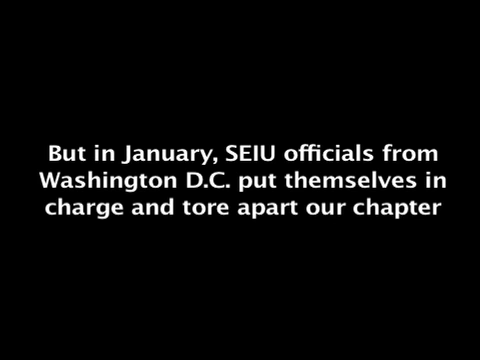 But in January, SEIU officials from
Washington D.C. put themselves in
charge and tore apart our chapter